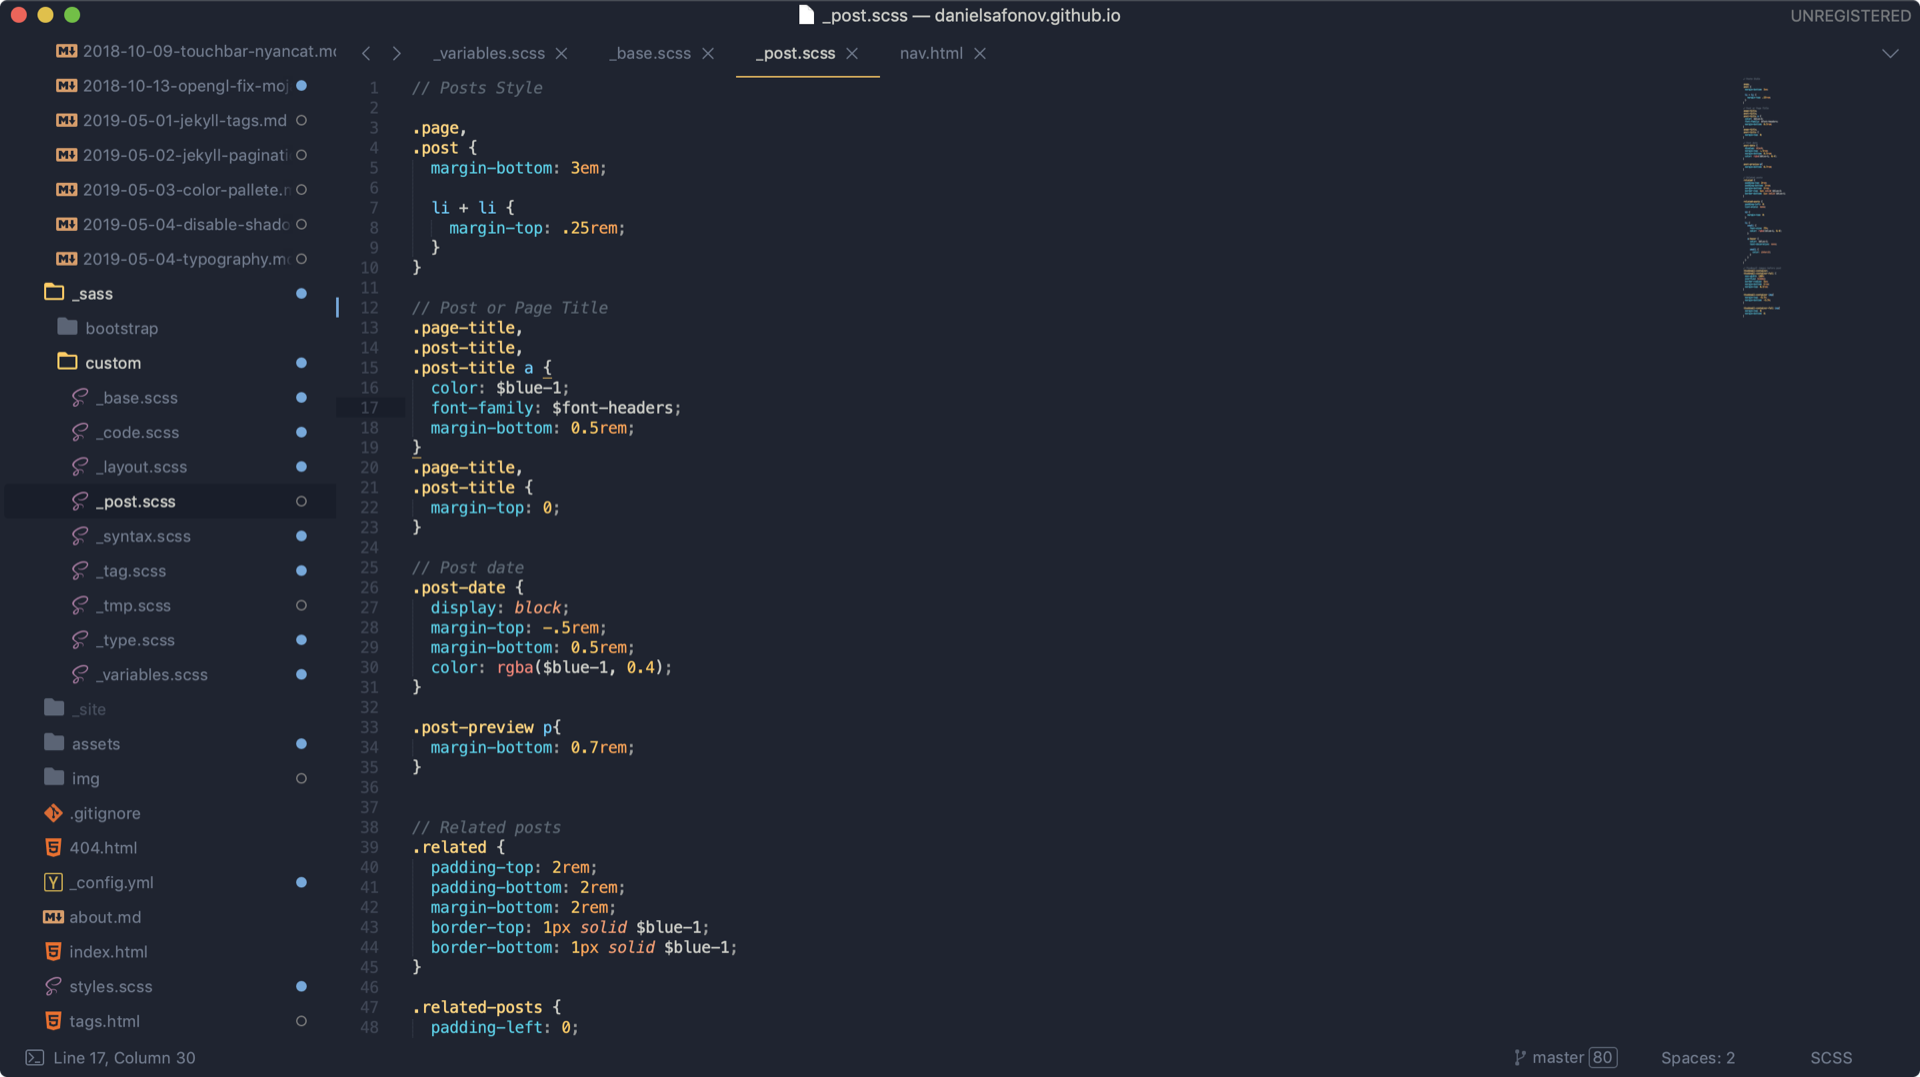 _post.scss — danielsafonov.github.io
UNREGISTERED
2018-10-09-touchbar-nyancat.mc
2018-10-13-opengl-fix-moj
2019-05-01-jekyll-tags.md
2019-05-02-jekyll-paginati
2019-05-03-color-pallete.m
2019-05-04-disable-shado
2019-05-04-typography.mc
_sass
bootstrap
custom
_base.scss
_code.scss
_layout.scss
_post.scss
_syntax.scss
_tag.scss
_tmp.scss
_type.scss
_variables.scss
_site
assets
img
.gitignore
404.html
_config.yml
about.md
index.html
styles.scss
tags.html
_variables.scss _base.scss _post.scss nav.html
1 // Posts Style
2
3 .page,
4 .post {
5   margin-bottom: 3em;
6
7   li + li {
8     margin-top: .25rem;
9   }
10 }
11
12 // Post or Page Title
13 .page-title,
14 .post-title,
15 .post-title a {
16   color: $blue-1;
17   font-family: $font-headers;
18   margin-bottom: 0.5rem;
19 }
20 .page-title,
21 .post-title {
22   margin-top: 0;
23 }
24
25 // Post date
26 .post-date {
27   display: block;
28   margin-top: -.5rem;
29   margin-bottom: 0.5rem;
30   color: rgba($blue-1, 0.4);
31 }
32
33 .post-preview p{
34   margin-bottom: 0.7rem;
35 }
36
37
38 // Related posts
39 .related {
40   padding-top: 2rem;
41   padding-bottom: 2rem;
42   margin-bottom: 2rem;
43   border-top: 1px solid $blue-1;
44   border-bottom: 1px solid $blue-1;
45 }
46
47 .related-posts {
48   padding-left: 0;
Line 17, Column 30
master 80
Spaces: 2
SCSS